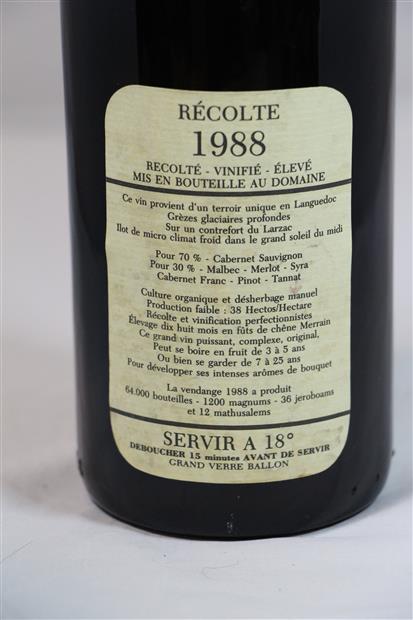 RÉCOLTE
1988
RECOLTÉ - VINIFIÉ - ÉLEVÉ
MIS EN BOUTEILLE AU DOMAINE
Ce vin provient d'un terroir unique en Languedoc
Grèzes glaciaires profondes
Sur un contrefort du Larzac
Ilot de micro climat froid dans le grand soleil du midi
Pour 70 % - Cabernet Sauvignon
Pour 30 % - Malbec - Merlot - Syra
Cabernet Franc - Pinot - Tannat
Culture organique et désherbage manuel
Production faible : 38 Hectos/Hectare
Récolte et vinification perfectionnistes
Élevage dix huit mois en fûts de chêne Merrain
Ce grand vin puissant, complexe, original,
Peut se boire en fruit de 3 à 5 ans
Ou bien se garder de 7 à 25 ans
Pour développer ses intenses arômes de bouquet
La vendange 1988 a produit
64.000 bouteilles - 1200 magnums - 36 jeroboams
et 12 mathusalems
SERVIR A 18°
DEBOUCHER 15 minutes AVANT DE SERVIR
GRAND VERRE BALLON